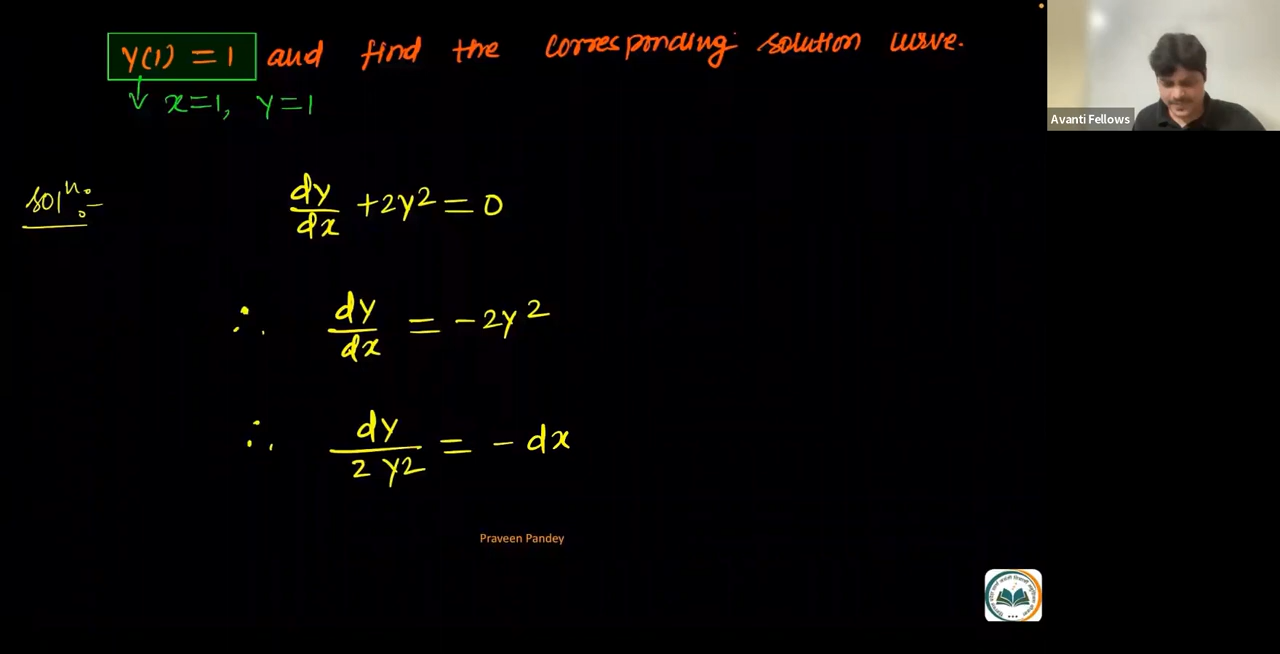 y(1) = 1 and find the corresponding solution curve.
↓ x=1, y=1
Avanti Fellows
Solⁿ:- dy/dx + 2y² = 0
∴ dy/dx = -2y²
∴ dy/2y² = -dx
Praveen Pandey